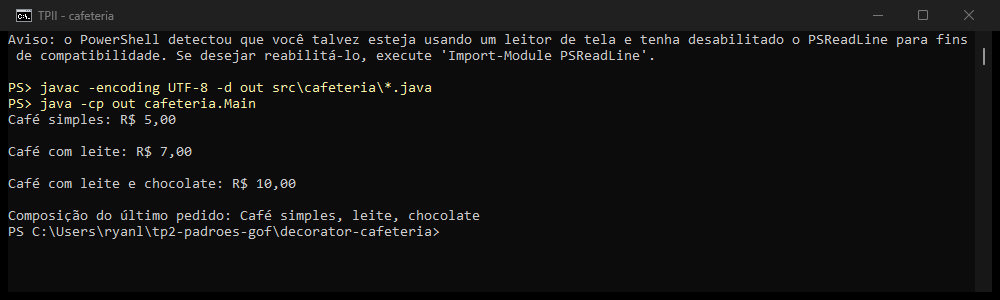 TPII - cafeteria
Aviso: o PowerShell detectou que você talvez esteja usando um leitor de tela e tenha desabilitado o PSReadLine para fins
de compatibilidade. Se desejar reabilitá-lo, execute 'Import-Module PSReadLine'.
PS> javac -encoding UTF-8 -d out src\cafeteria\*.java
PS> java -cp out cafeteria.Main
Café simples: R$ 5,00
Café com leite: R$ 7,00
Café com leite e chocolate: R$ 10,00
Composição do último pedido: Café simples, leite, chocolate
PS C:\Users\ryanl\tp2-padroes-gof\decorator-cafeteria>